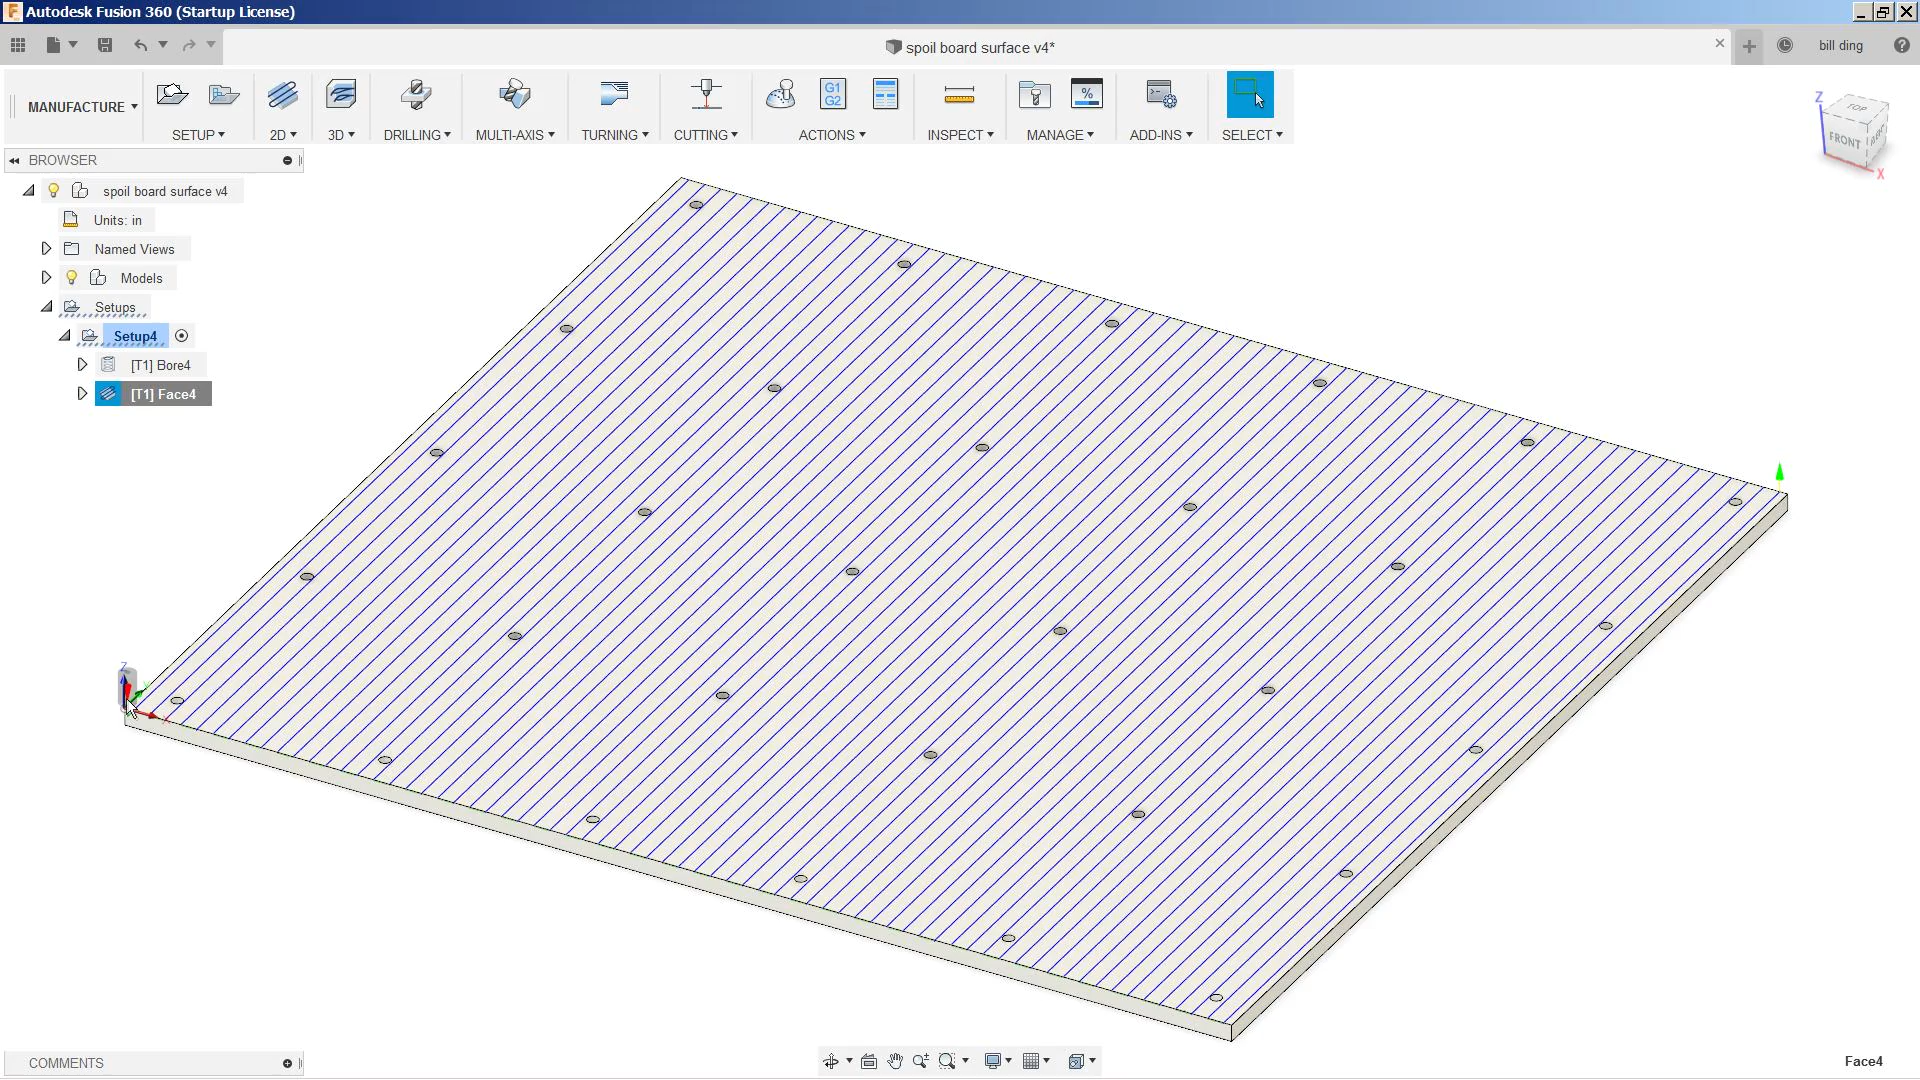 Autodesk Fusion 360 (Startup License)
spoil board surface v4*
bill ding
MANUFACTURE
G1
G2
%
SETUP
2D
3D
DRILLING
MULTI-AXIS
TURNING
CUTTING
ACTIONS
INSPECT
MANAGE
ADD-INS
SELECT
Z
TOP
FRONT
X
BROWSER
spoil board surface v4
Units: in
Named Views
Models
Setups
Setup4
[T1] Bore4
[T1] Face4
Z
X
COMMENTS
Face4